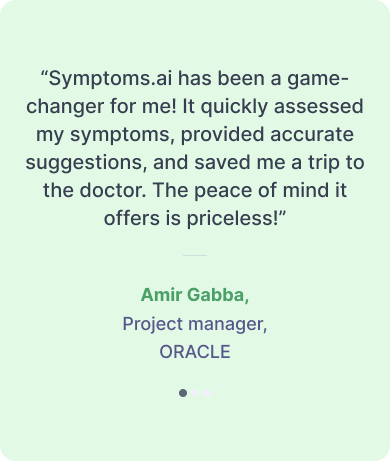 “Symptoms.ai has been a game-
changer for me! It quickly assessed
my symptoms, provided accurate
suggestions, and saved me a trip to
the doctor. The peace of mind it
offers is priceless!”
Amir Gabba,
Project manager,
ORACLE